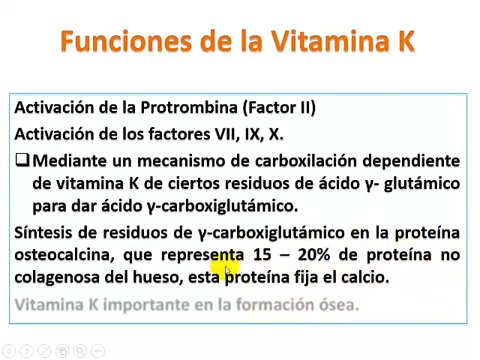 Funciones de la Vitamina K
Activación de la Protrombina (Factor II)
Activación de los factores VII, IX, X.
Mediante un mecanismo de carboxilación dependiente
de vitamina K de ciertos residuos de ácido γ- glutámico
para dar ácido γ-carboxiglutámico.
Síntesis de residuos de γ-carboxiglutámico en la proteína
osteocalcina, que representa 15 – 20% de proteína no
colagenosa del hueso, esta proteína fija el calcio.
Vitamina K importante en la formación ósea.